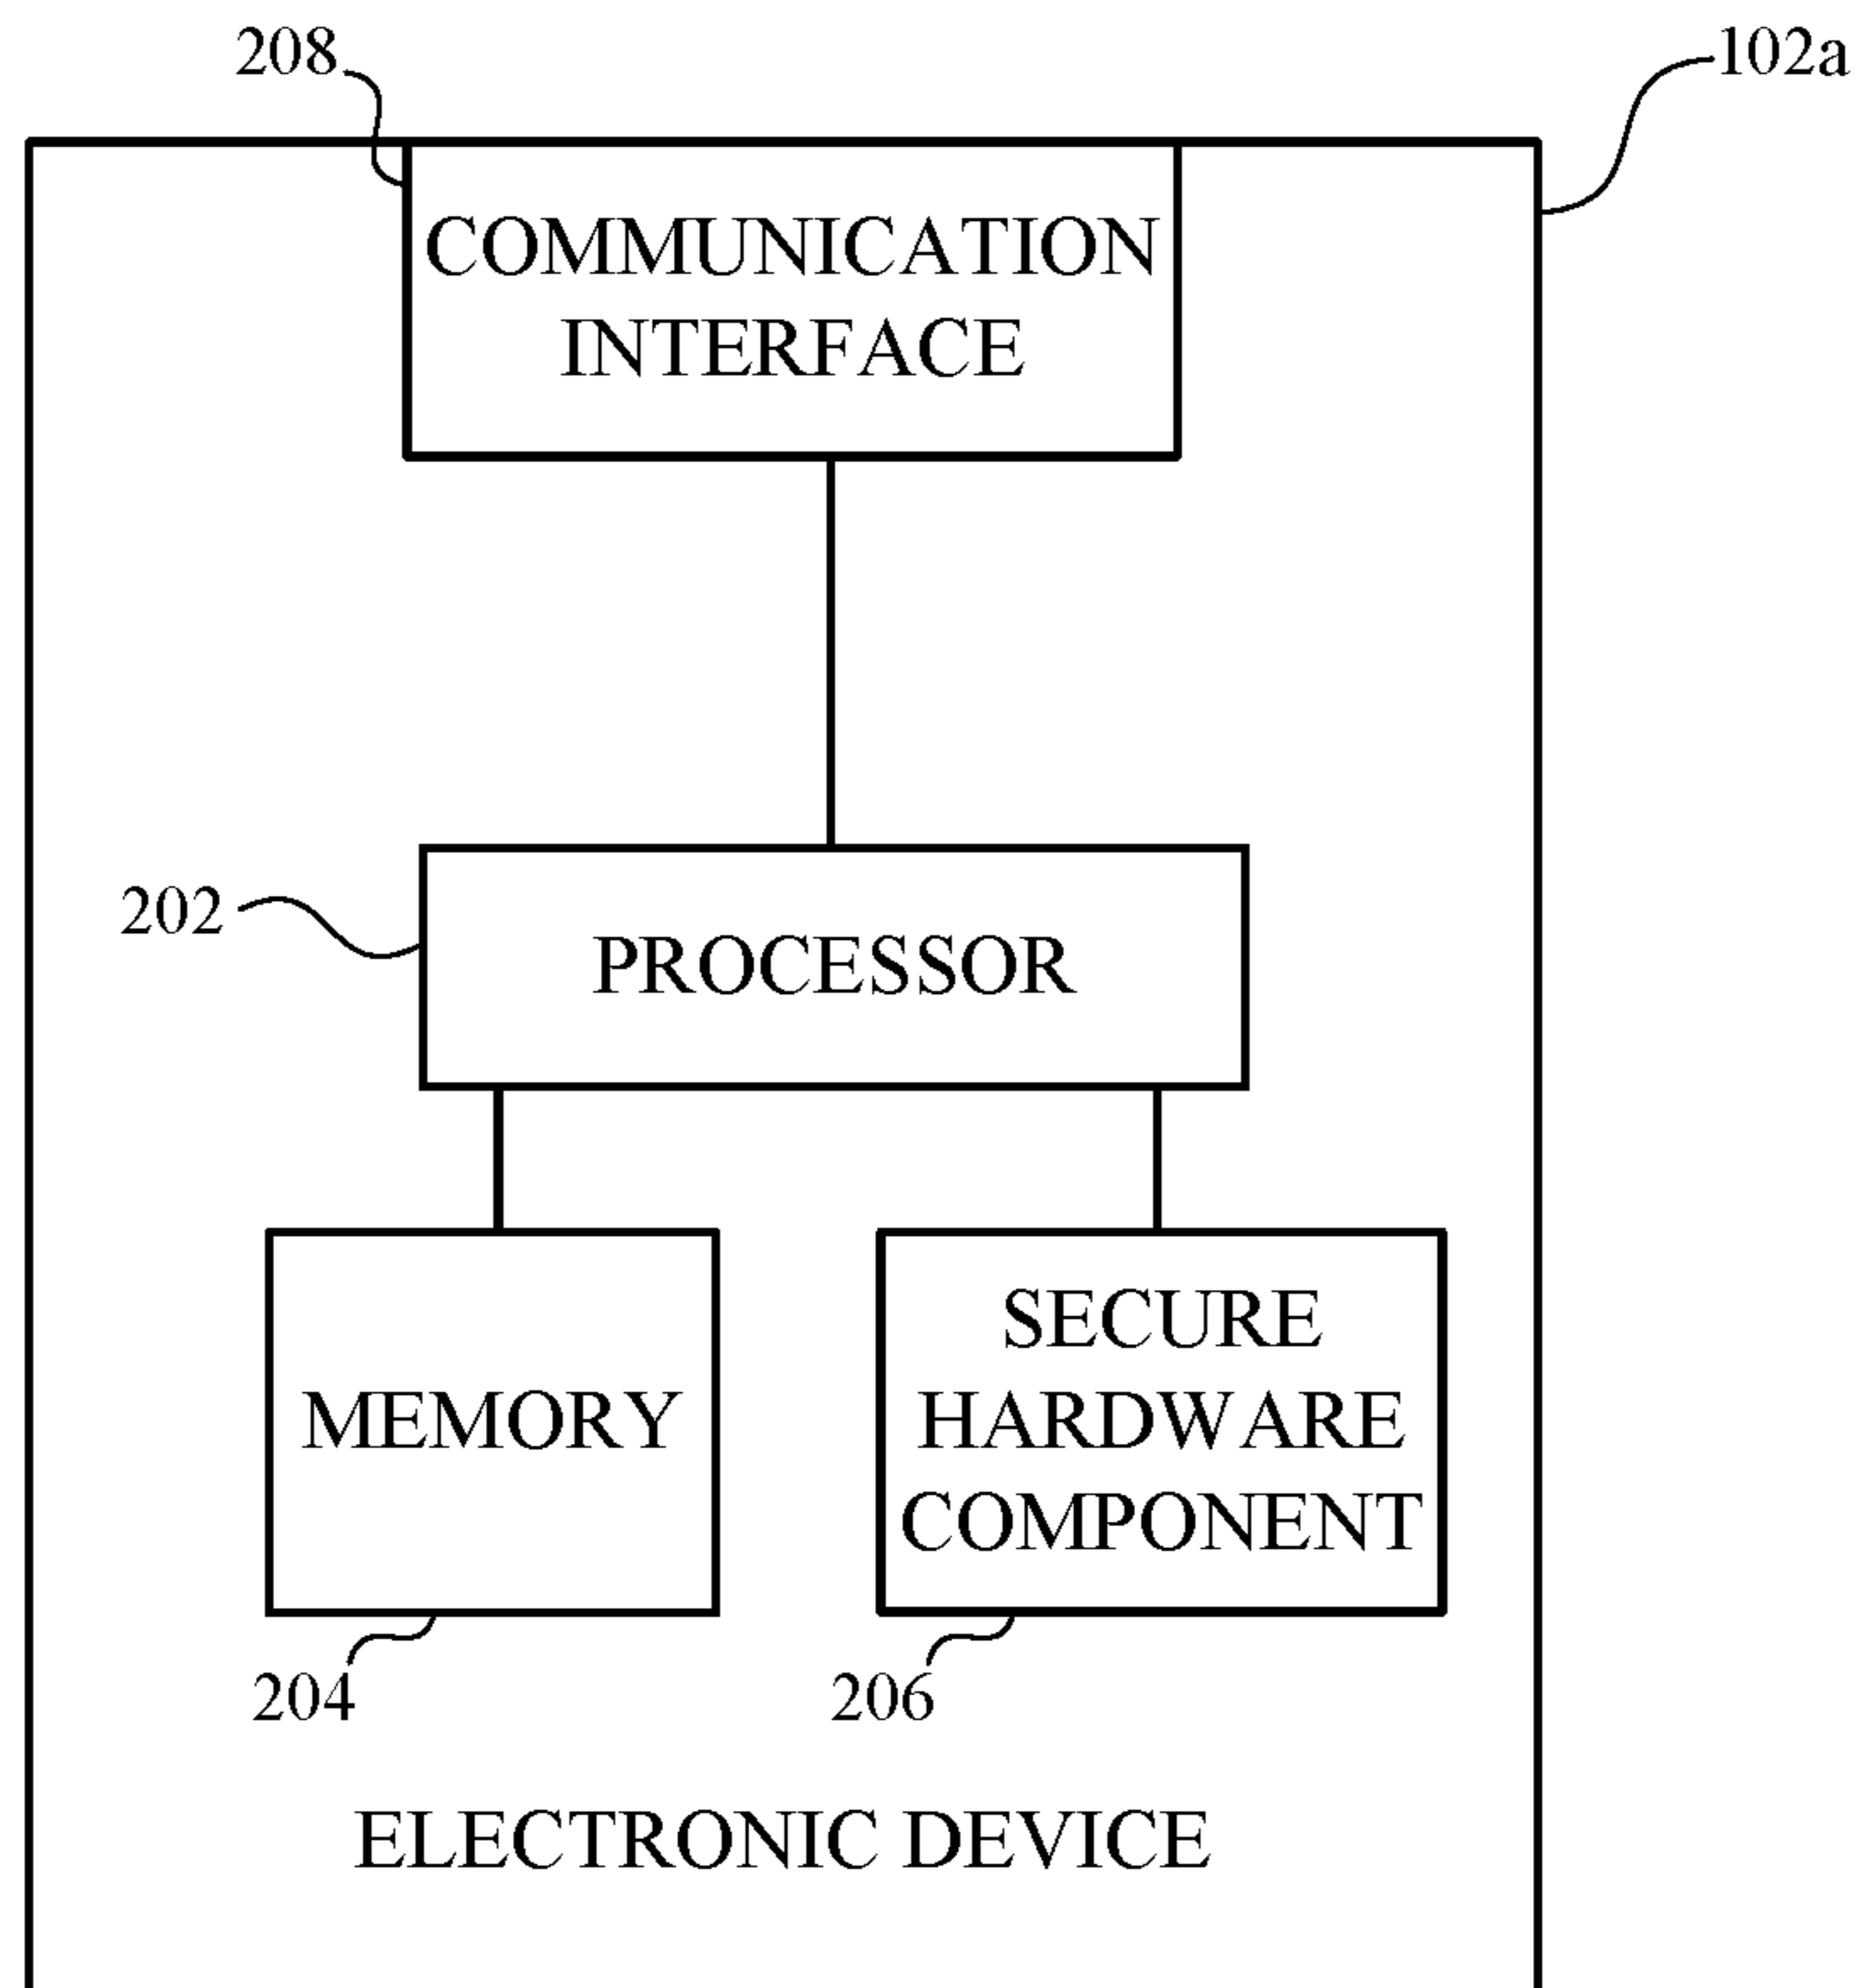 208
102a
COMMUNICATION
INTERFACE
202
PROCESSOR
MEMORY
SECURE
HARDWARE
COMPONENT
204
206
ELECTRONIC DEVICE